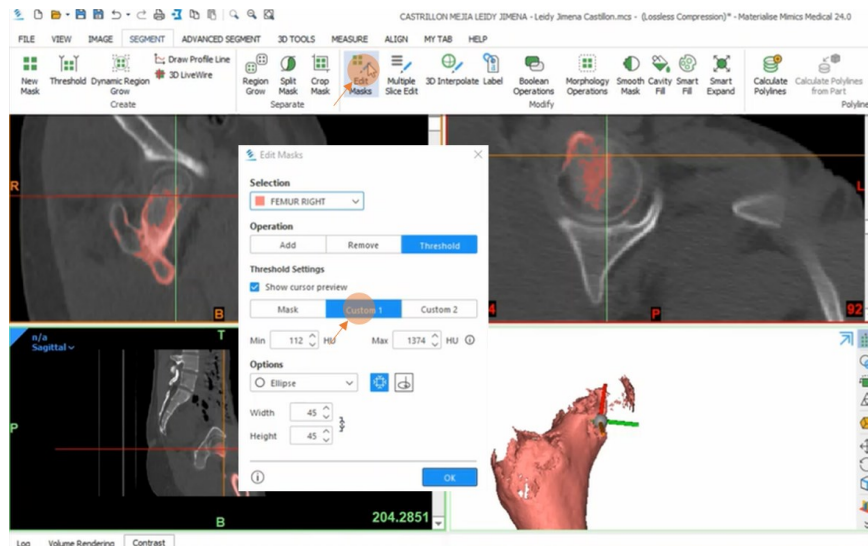 CASTRILLON MEJIA LEIDY JIMENA - Leidy Jimena Castillon.mcs - (Lossless Compression)* - Materialise Mimics Medical 24.0
FILE VIEW IMAGE SEGMENT ADVANCED SEGMENT 3D TOOLS MEASURE ALIGN MY TAB HELP
New Mask
Threshold
Dynamic Region Grow
Draw Profile Line
3D LiveWire
Create
Region Grow
Split Mask
Crop Mask
Separate
Edit Masks
Multiple Slice Edit
3D Interpolate
Label
Boolean Operations
Morphology Operations
Smooth Mask
Cavity Fill
Smart Fill
Smart Expand
Modify
Calculate Polylines
Calculate Polylines from Part
Polyline
R
B
L
P
4
92
Edit Masks
Selection
FEMUR RIGHT
Operation
Add Remove Threshold
Threshold Settings
Show cursor preview
Mask Custom 1 Custom 2
Min 112 HU Max 1374 HU
Options
Ellipse
Width 45
Height 45
OK
n/a
Sagittal
T
P
B
204.2851
Log Volume Rendering Contrast